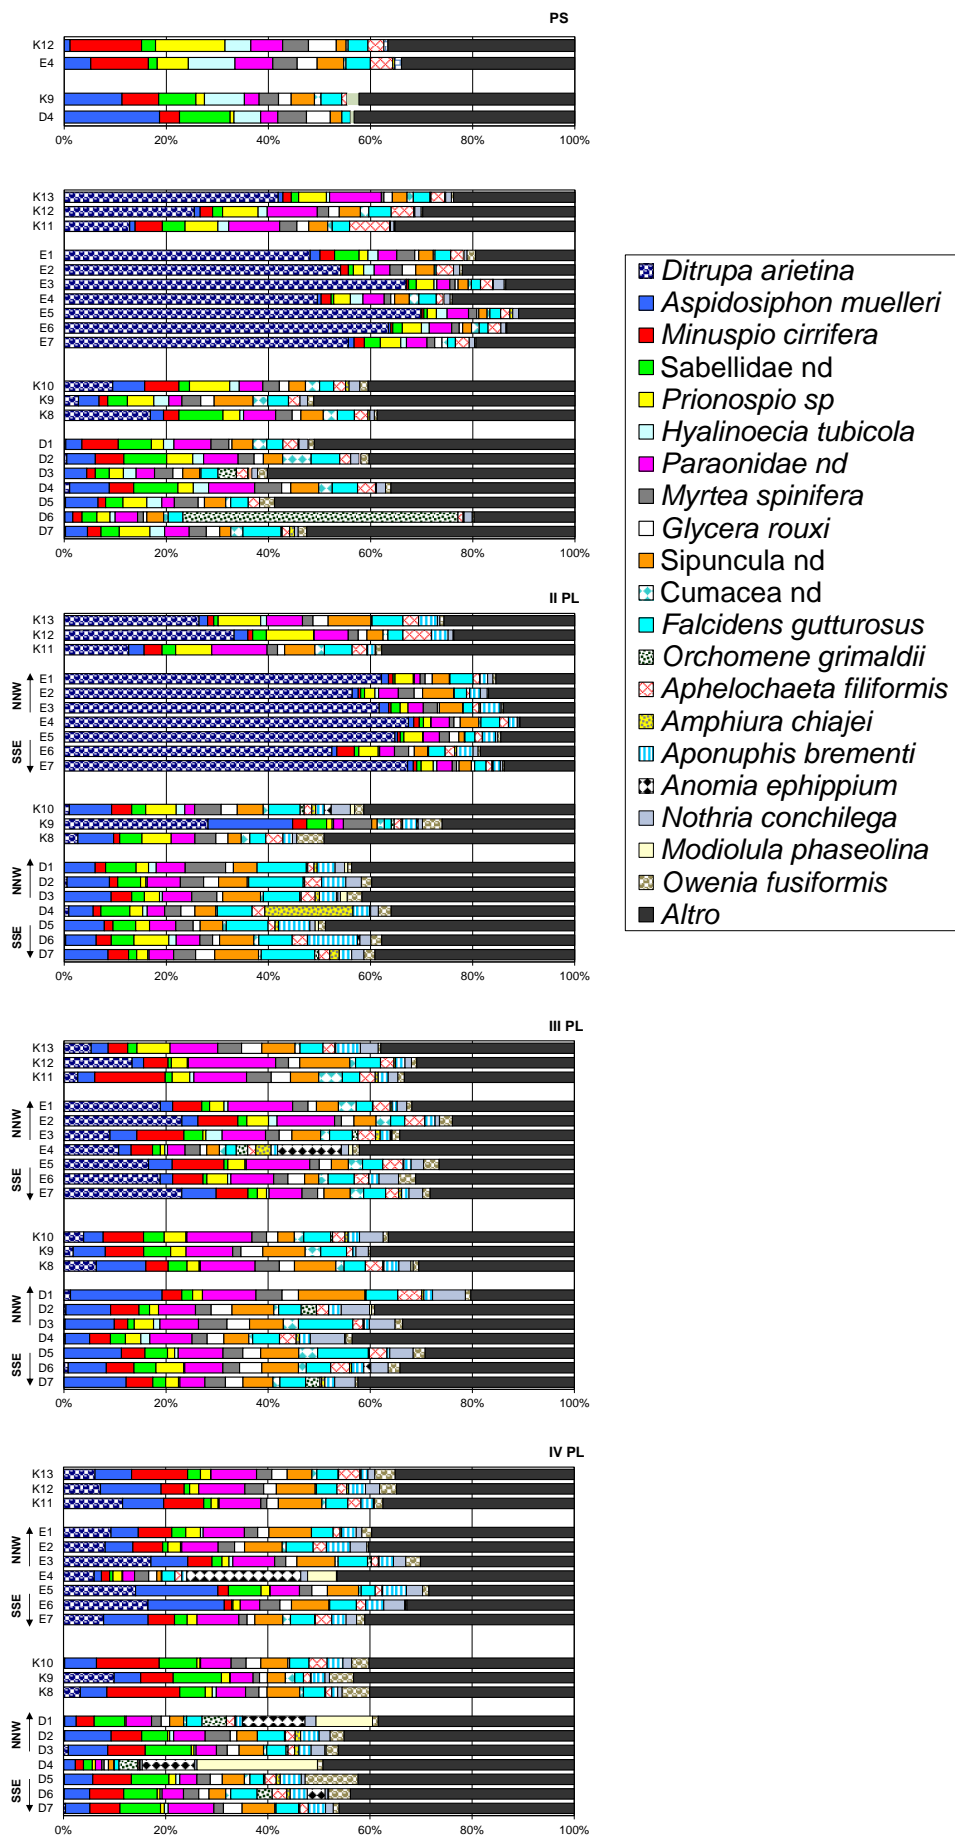 PS
K12
E4
K9
D4
0% 20% 40% 60% 80% 100%
K13
K12
K11
E1
E2
E3
E4
E5
E6
E7
K10
K9
K8
D1
D2
D3
D4
D5
D6
D7
0% 20% 40% 60% 80% 100%
Ditrupa arietina
Aspidosiphon muelleri
Minuspio cirrifera
Sabellidae nd
Prionospio sp
Hyalinoecia tubicola
Paraonidae nd
Myrtea spinifera
Glycera rouxi
Sipuncula nd
Cumacea nd
Falcidens gutturosus
Orchomene grimaldii
Aphelochaeta filiformis
Amphiura chiajei
Aponuphis brementi
Anomia ephippium
Nothria conchilega
Modiolula phaseolina
Owenia fusiformis
Altro
II PL
K13
K12
K11
NNW
SSE
E1
E2
E3
E4
E5
E6
E7
K10
K9
K8
NNW
SSE
D1
D2
D3
D4
D5
D6
D7
0% 20% 40% 60% 80% 100%
III PL
K13
K12
K11
NNW
SSE
E1
E2
E3
E4
E5
E6
E7
K10
K9
K8
NNW
SSE
D1
D2
D3
D4
D5
D6
D7
0% 20% 40% 60% 80% 100%
IV PL
K13
K12
K11
NNW
SSE
E1
E2
E3
E4
E5
E6
E7
K10
K9
K8
NNW
SSE
D1
D2
D3
D4
D5
D6
D7
0% 20% 40% 60% 80% 100%